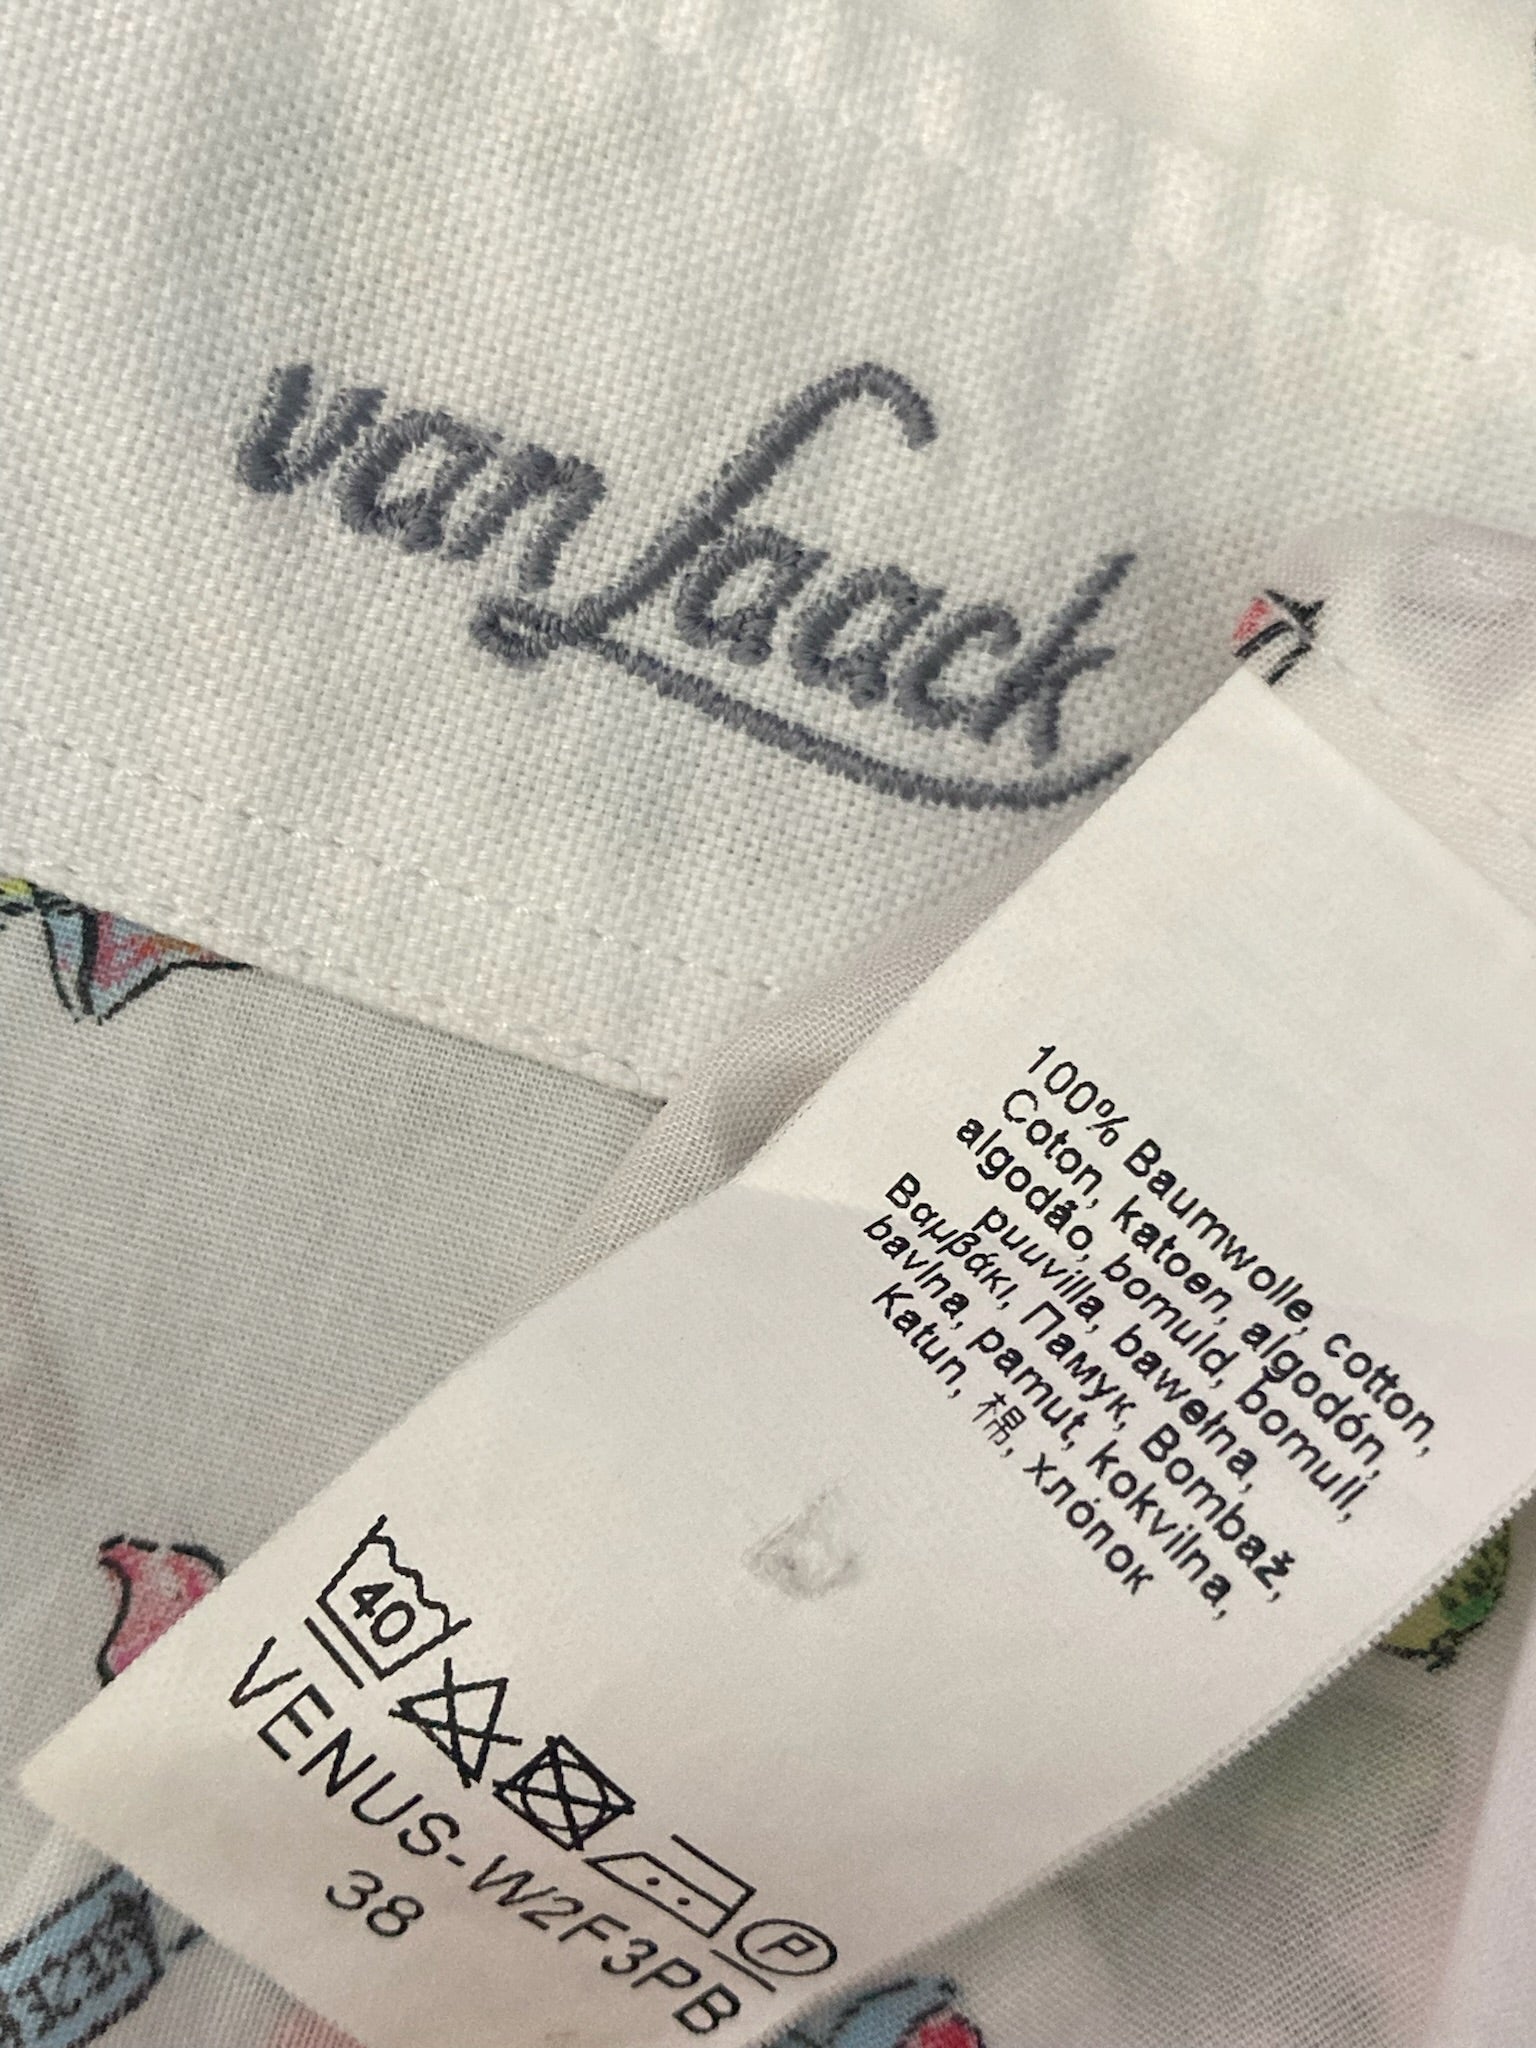 van Laack
100% Baumwolle, cotton,
Coton, katoen, algodón,
algodão, bomuld, bomull,
puuvilla, bawełna,
Βαμβάκι, Памук, Bombaž,
bavlna, pamut, kokvilna,
Katun, 棉, хлóпок
40
P
VENUS-W2F3PB
38